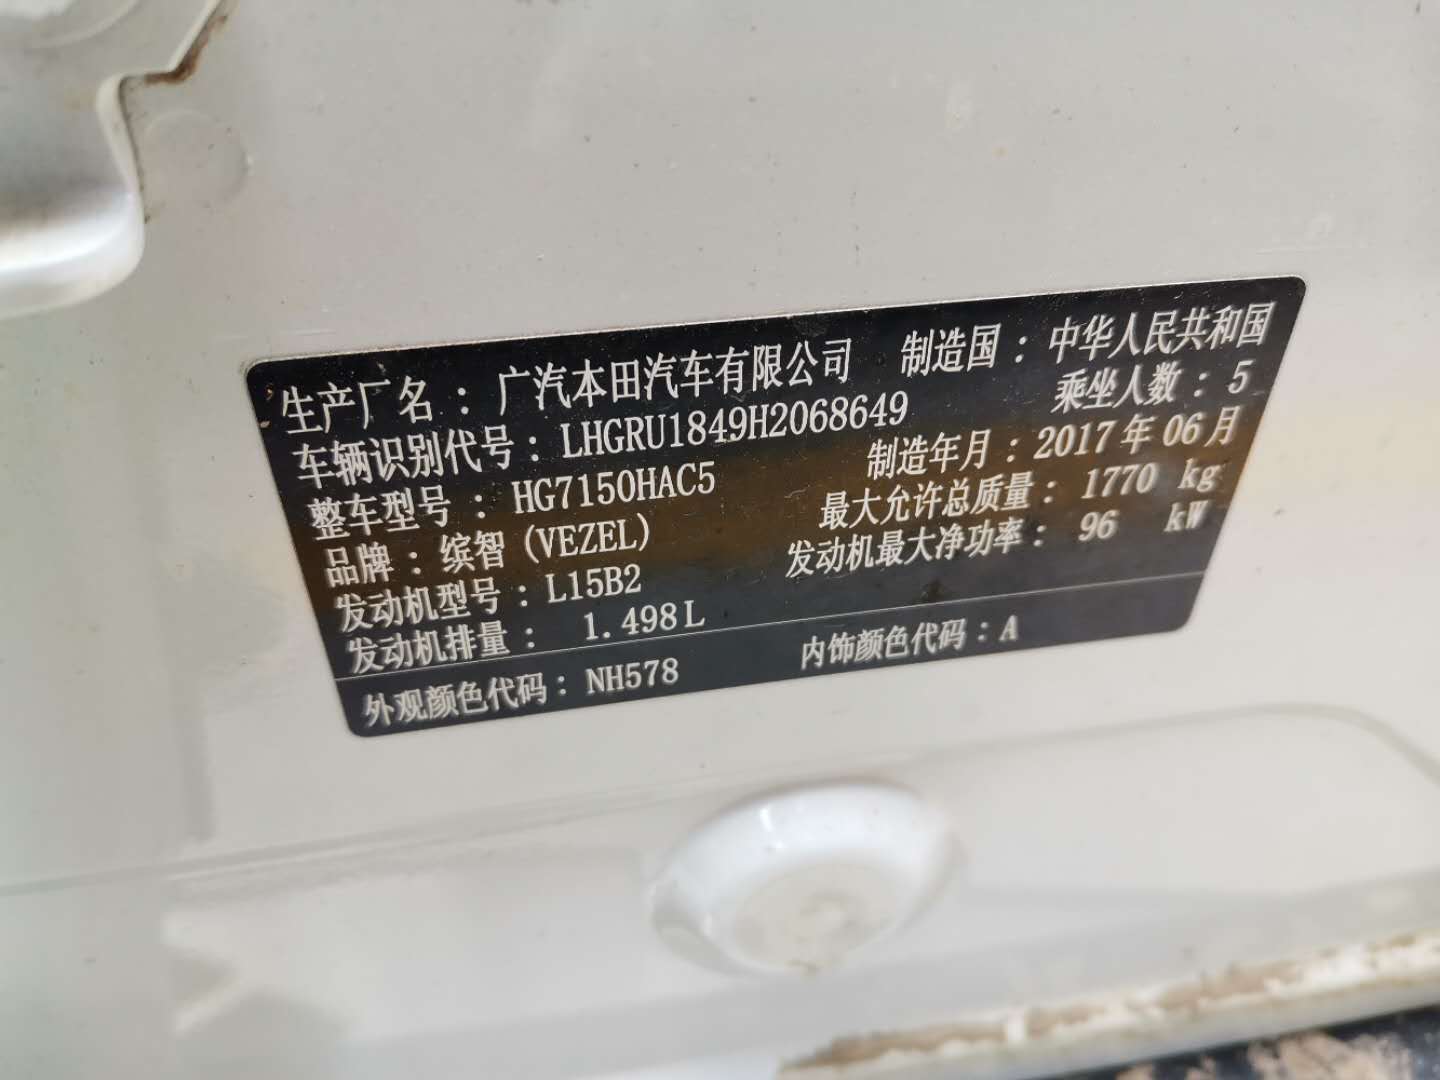 生产厂名：广汽本田汽车有限公司 制造国：中华人民共和国
车辆识别代号：LHGRU1849H2068649 乘坐人数：5
整车型号：HG7150HAC5 制造年月：2017年06月
品牌：缤智(VEZEL) 最大允许总质量：1770 kg
发动机型号：L15B2 发动机最大净功率：96 kW
发动机排量：1.498L
外观颜色代码：NH578 内饰颜色代码：A